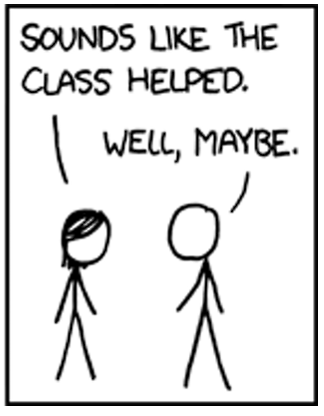 SOUNDS LIKE THE
CLASS HELPED.
WELL, MAYBE.